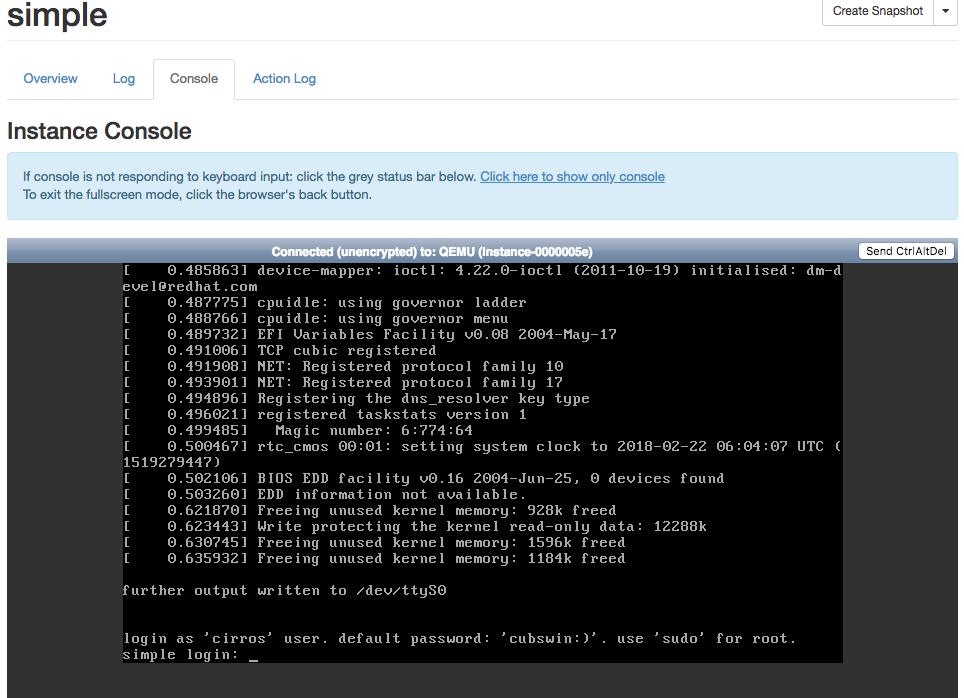 simple
Create Snapshot
Overview Log Console Action Log
Instance Console
If console is not responding to keyboard input: click the grey status bar below. Click here to show only console
To exit the fullscreen mode, click the browser's back button.
Connected (unencrypted) to: QEMU (instance-0000005e)
Send CtrlAltDel
[    0.485863] device-mapper: ioctl: 4.22.0-ioctl (2011-10-19) initialised: dm-d
evel@redhat.com
[    0.487775] cpuidle: using governor ladder
[    0.488766] cpuidle: using governor menu
[    0.489732] EFI Variables Facility v0.08 2004-May-17
[    0.491006] TCP cubic registered
[    0.491908] NET: Registered protocol family 10
[    0.493901] NET: Registered protocol family 17
[    0.494896] Registering the dns_resolver key type
[    0.496021] registered taskstats version 1
[    0.499485]   Magic number: 6:774:64
[    0.500467] rtc_cmos 00:01: setting system clock to 2018-02-22 06:04:07 UTC (
1519279447)
[    0.502106] BIOS EDD facility v0.16 2004-Jun-25, 0 devices found
[    0.503260] EDD information not available.
[    0.621870] Freeing unused kernel memory: 928k freed
[    0.623443] Write protecting the kernel read-only data: 12288k
[    0.630745] Freeing unused kernel memory: 1596k freed
[    0.635932] Freeing unused kernel memory: 1184k freed
further output written to /dev/ttyS0
login as 'cirros' user. default password: 'cubswin:)'. use 'sudo' for root.
simple login: _